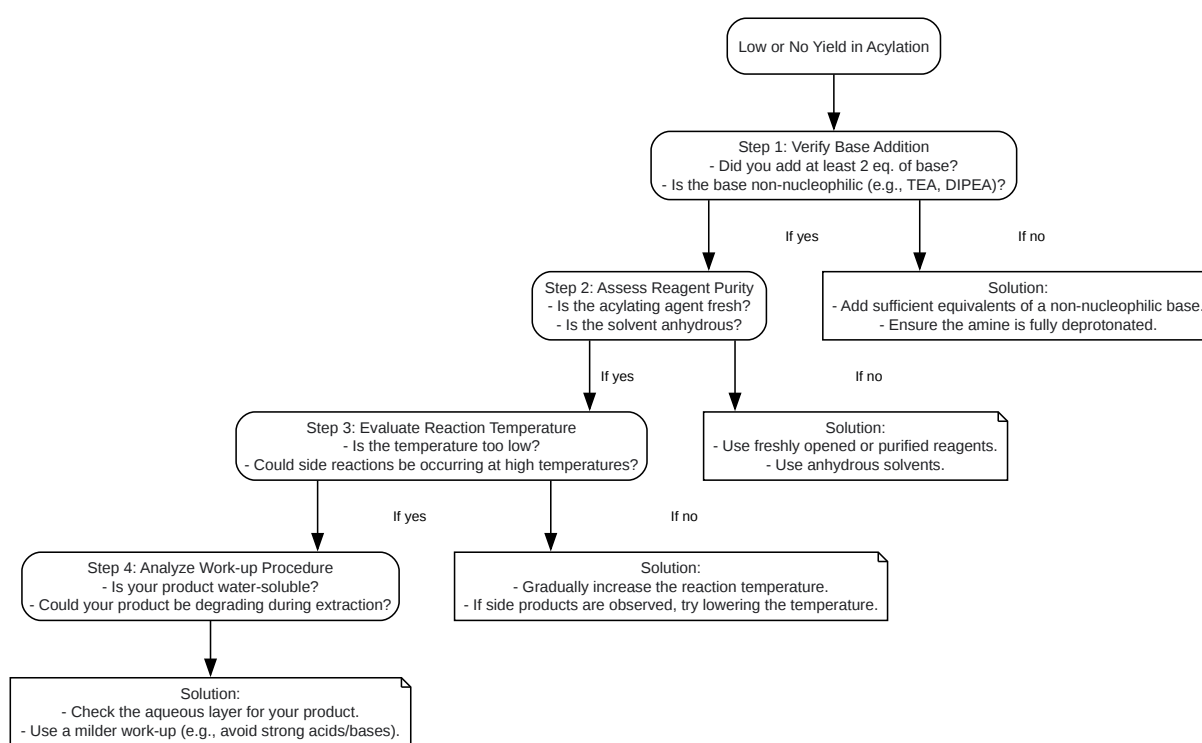 Low or No Yield in Acylation
Step 1: Verify Base Addition
- Did you add at least 2 eq. of base?
- Is the base non-nucleophilic (e.g., TEA, DIPEA)?
If yes
If no
Step 2: Assess Reagent Purity
- Is the acylating agent fresh?
- Is the solvent anhydrous?
Solution:
- Add sufficient equivalents of a non-nucleophilic base.
- Ensure the amine is fully deprotonated.
If yes
If no
Step 3: Evaluate Reaction Temperature
- Is the temperature too low?
- Could side reactions be occurring at high temperatures?
Solution:
- Use freshly opened or purified reagents.
- Use anhydrous solvents.
If yes
If no
Step 4: Analyze Work-up Procedure
- Is your product water-soluble?
- Could your product be degrading during extraction?
Solution:
- Gradually increase the reaction temperature.
- If side products are observed, try lowering the temperature.
Solution:
- Check the aqueous layer for your product.
- Use a milder work-up (e.g., avoid strong acids/bases).